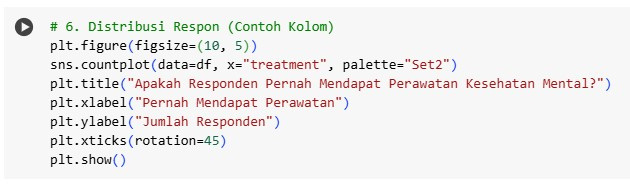 # 6. Distribusi Respon (Contoh Kolom)
plt.figure(figsize=(10, 5))
sns.countplot(data=df, x="treatment", palette="Set2")
plt.title("Apakah Responden Pernah Mendapat Perawatan Kesehatan Mental?")
plt.xlabel("Pernah Mendapat Perawatan")
plt.ylabel("Jumlah Responden")
plt.xticks(rotation=45)
plt.show()